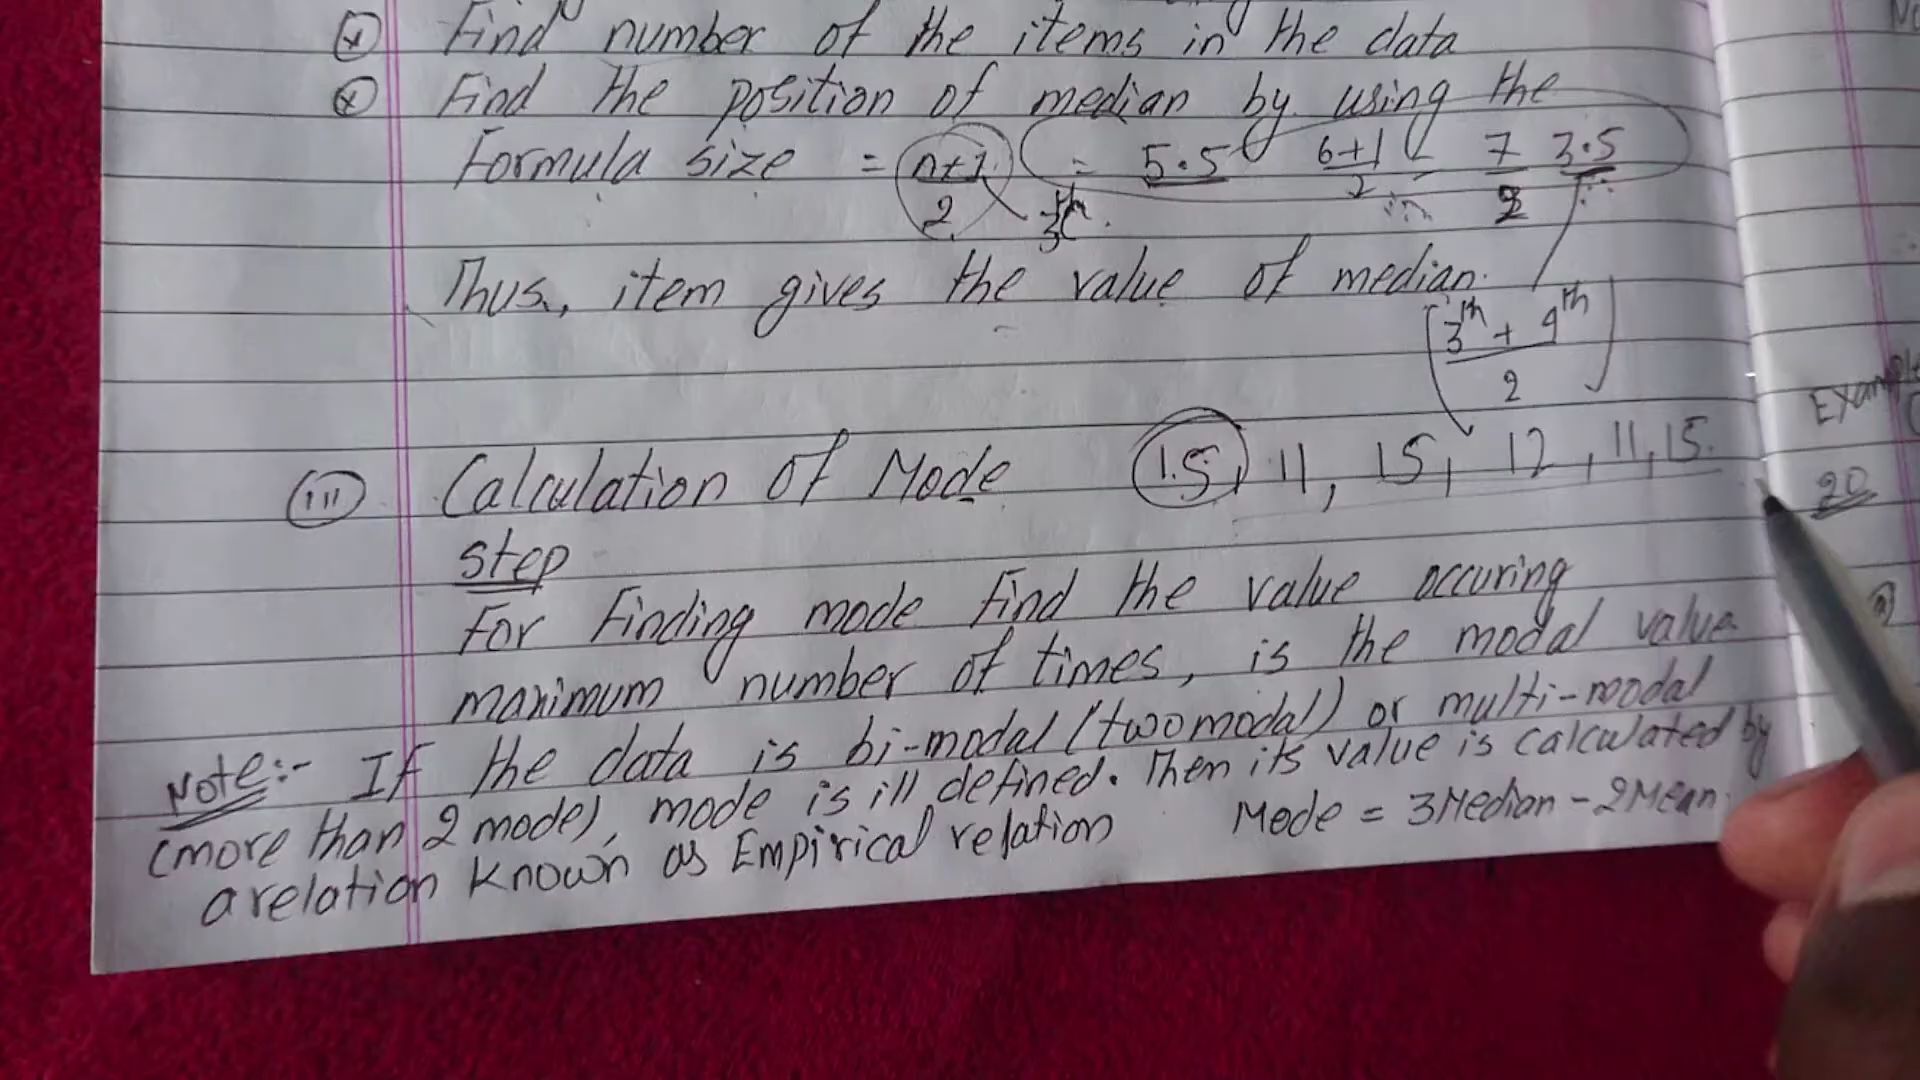 Find number of the items in the data
Find the position of median by using the
Formula size = n+1/2 th = 5.5 6+1/2 = 7/2 3.5
Thus, item gives the value of median.
3th + 4th
2
(iii) Calculation of Mode 15, 11, 15, 12, 11, 15.
Example
20
Step
For Finding mode find the value occuring
maximum number of times, is the modal value.
Note:- If the data is bi-modal (two modal) or multi-modal
(more than 2 mode), mode is ill defined. Then its value is calculated by
a relation known as Empirical relation Mode = 3Median - 2Mean.